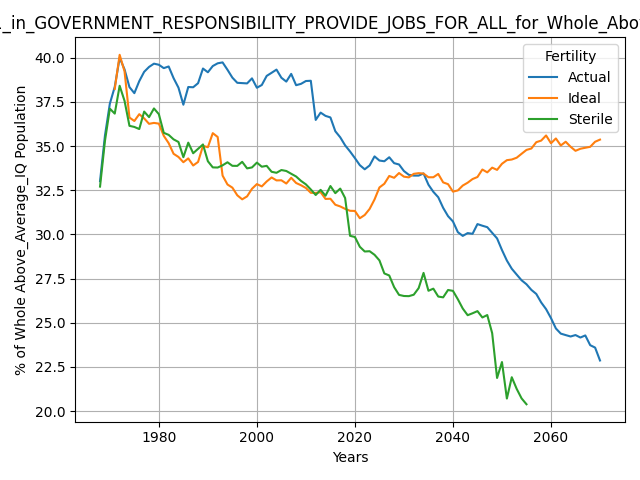 _in_GOVERNMENT_RESPONSIBILITY_PROVIDE_JOBS_FOR_ALL_for_Whole_Abo
% of Whole Above_Average_IQ Population
40.0
37.5
35.0
32.5
30.0
27.5
25.0
22.5
20.0
Fertility
Actual
Ideal
Sterile
1980
2000
2020
2040
2060
Years